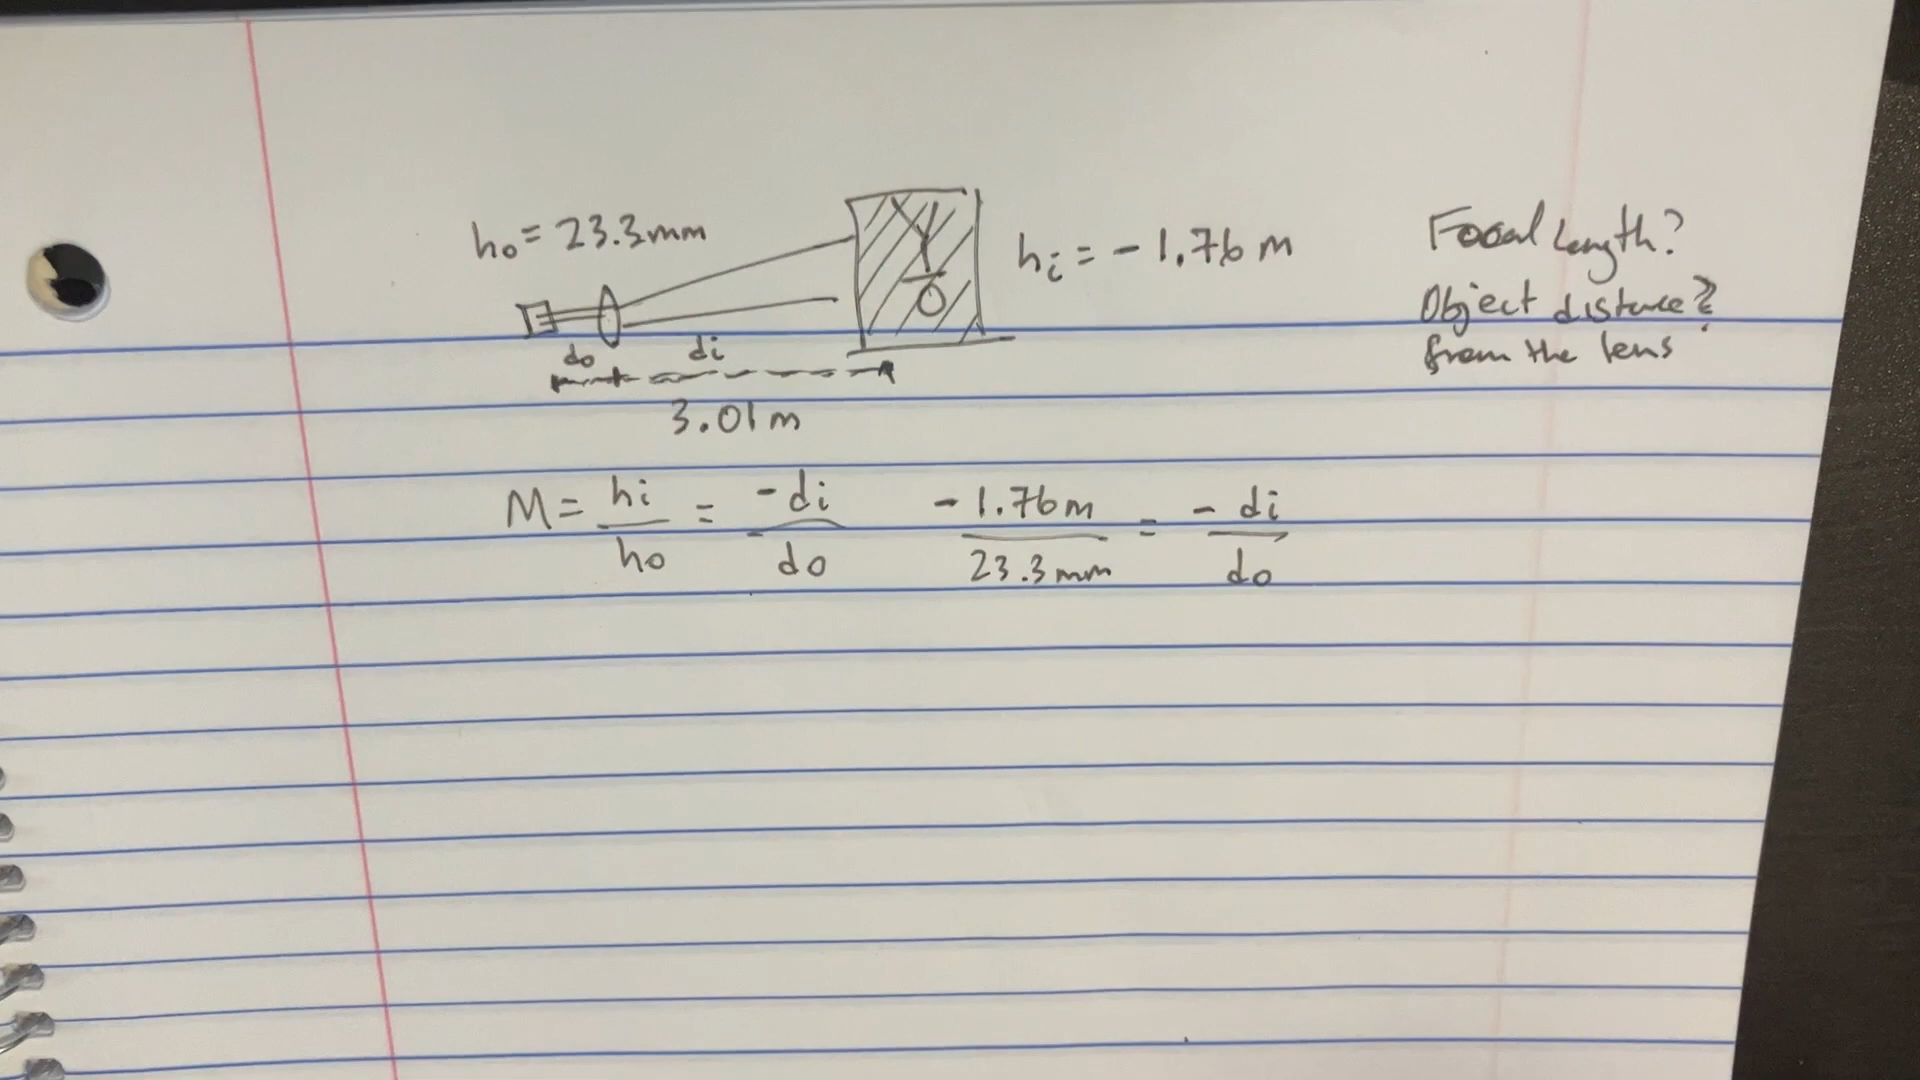 ho = 23.3mm
hi = - 1.76 m
Focal length?
Object distance?
from the lens
do di
3.01 m
M = hi/ho = -di/do - 1.76m/23.3mm = - di/do